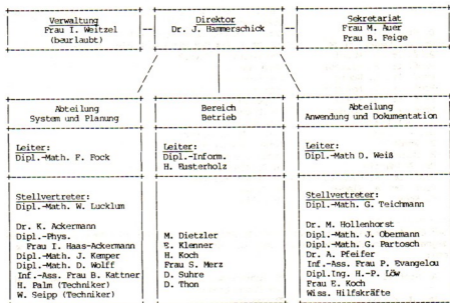 Verwaltung
Frau I. Weitzel
(beurlaubt)
Direktor
Dr. J. Hammerschick
Sekretariat
Frau M. Auer
Frau B. Feige
Abteilung
System und Planung
Leiter:
Dipl.-Math. F. Fock
Stellvertreter:
Dipl.-Math. W. Lucklum
Dr. K. Ackermann
Dipl.-Phys.
Frau I. Haas-Ackermann
Dipl.-Math. J. Kemper
Dipl.-Math. D. Wolff
Inf.-Ass. Frau B. Kattner
H. Palm (Techniker)
W. Seipp (Techniker)
Bereich
Betrieb
Leiter:
Dipl.-Inform.
H. Rusterholz
M. Dietzler
E. Klenner
H. Koch
Frau S. Merz
D. Suhre
D. Thon
Abteilung
Anwendung und Dokumentation
Leiter:
Dipl.-Math D. Weiß
Stellvertreter:
Dipl.-Math. G. Teichmann
Dr. M. Hollenhorst
Dipl.-Math. J. Obermann
Dipl.-Math. G. Partosch
Dr. A. Pfeifer
Inf.-Ass. Frau P. Evangelou
Dipl.Ing. H.-P. Löw
Frau E. Koch
Wiss. Hilfskräfte